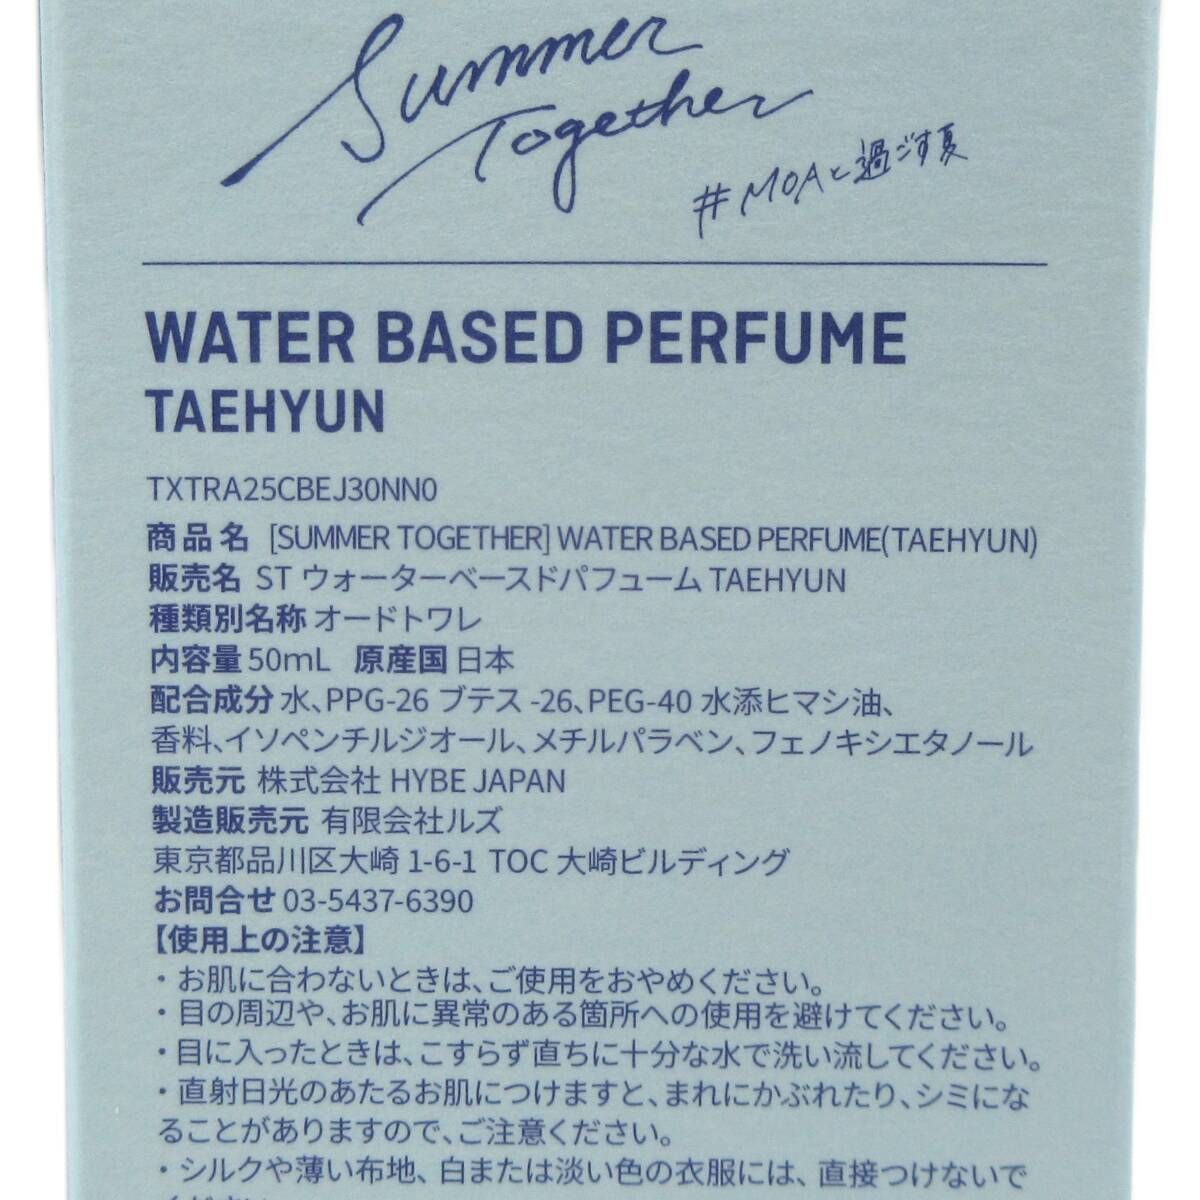 Summer
Together
#MOAと過ごす夏
WATER BASED PERFUME
TAEHYUN
TXTRA25CBEJ30NN0
商品名 [SUMMER TOGETHER] WATER BASED PERFUME(TAEHYUN)
販売名 ST ウォーターベースドパフューム TAEHYUN
種類別名称 オードトワレ
内容量 50mL 原産国 日本
配合成分 水、PPG-26 ブテス -26、PEG-40 水添ヒマシ油、
香料、イソペンチルジオール、メチルパラベン、フェノキシエタノール
販売元 株式会社 HYBE JAPAN
製造販売元 有限会社ルズ
東京都品川区大崎 1-6-1 TOC 大崎ビルディング
お問合せ 03-5437-6390
【使用上の注意】
・お肌に合わないときは、ご使用をおやめください。
・目の周辺や、お肌に異常のある箇所への使用を避けてください。
・目に入ったときは、こすらず直ちに十分な水で洗い流してください。
・直射日光のあたるお肌につけますと、まれにかぶれたり、シミにな
ることがありますので、ご注意ください。
・シルクや薄い布地、白または淡い色の衣服には、直接つけないで